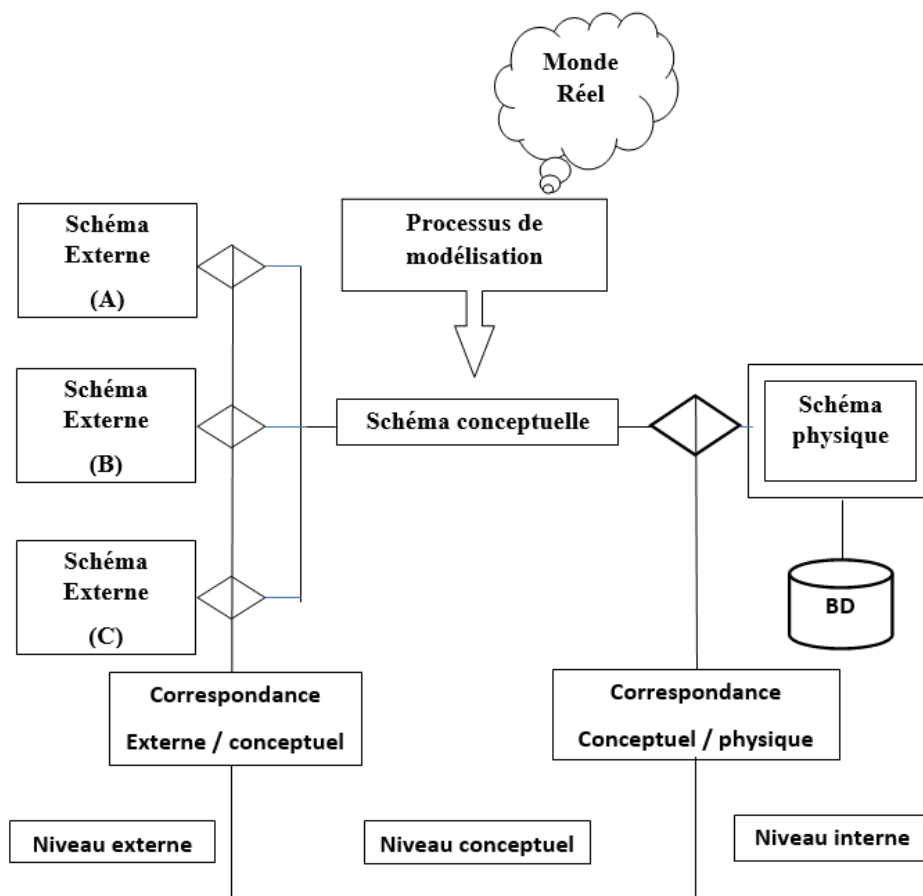 Monde
Réel
Processus de
modélisation
Schéma
Externe
(A)
Schéma
Externe
(B)
Schéma conceptuelle
Schéma
physique
Schéma
Externe
(C)
BD
Correspondance
Externe / conceptuel
Correspondance
Conceptuel / physique
Niveau externe
Niveau conceptuel
Niveau interne